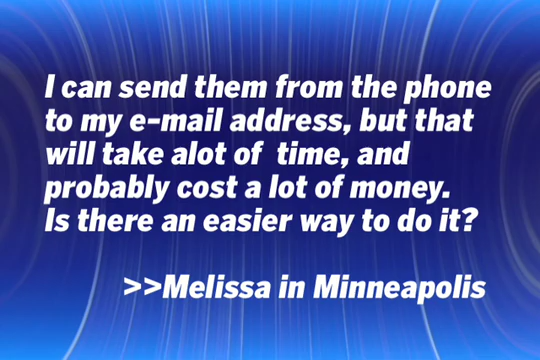 I can send them from the phone
to my e-mail address, but that
will take alot of  time, and
probably cost a lot of money.
Is there an easier way to do it?
>>Melissa in Minneapolis